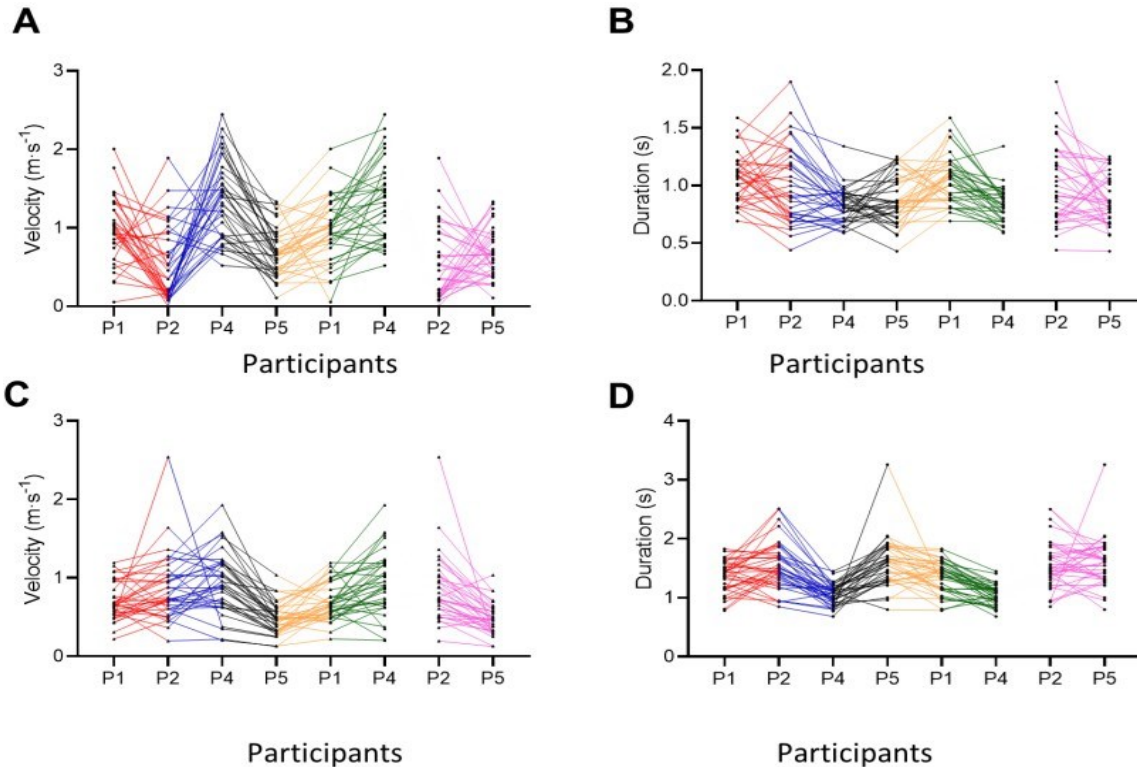 A
Velocity (m·s⁻¹)
3
2
1
0
P1 P2 P4 P5 P1 P4 P2 P5
Participants
B
Duration (s)
2.0
1.5
1.0
0.5
0.0
P1 P2 P4 P5 P1 P4 P2 P5
Participants
C
Velocity (m·s⁻¹)
3
2
1
0
P1 P2 P4 P5 P1 P4 P2 P5
Participants
D
Duration (s)
4
3
2
1
0
P1 P2 P4 P5 P1 P4 P2 P5
Participants